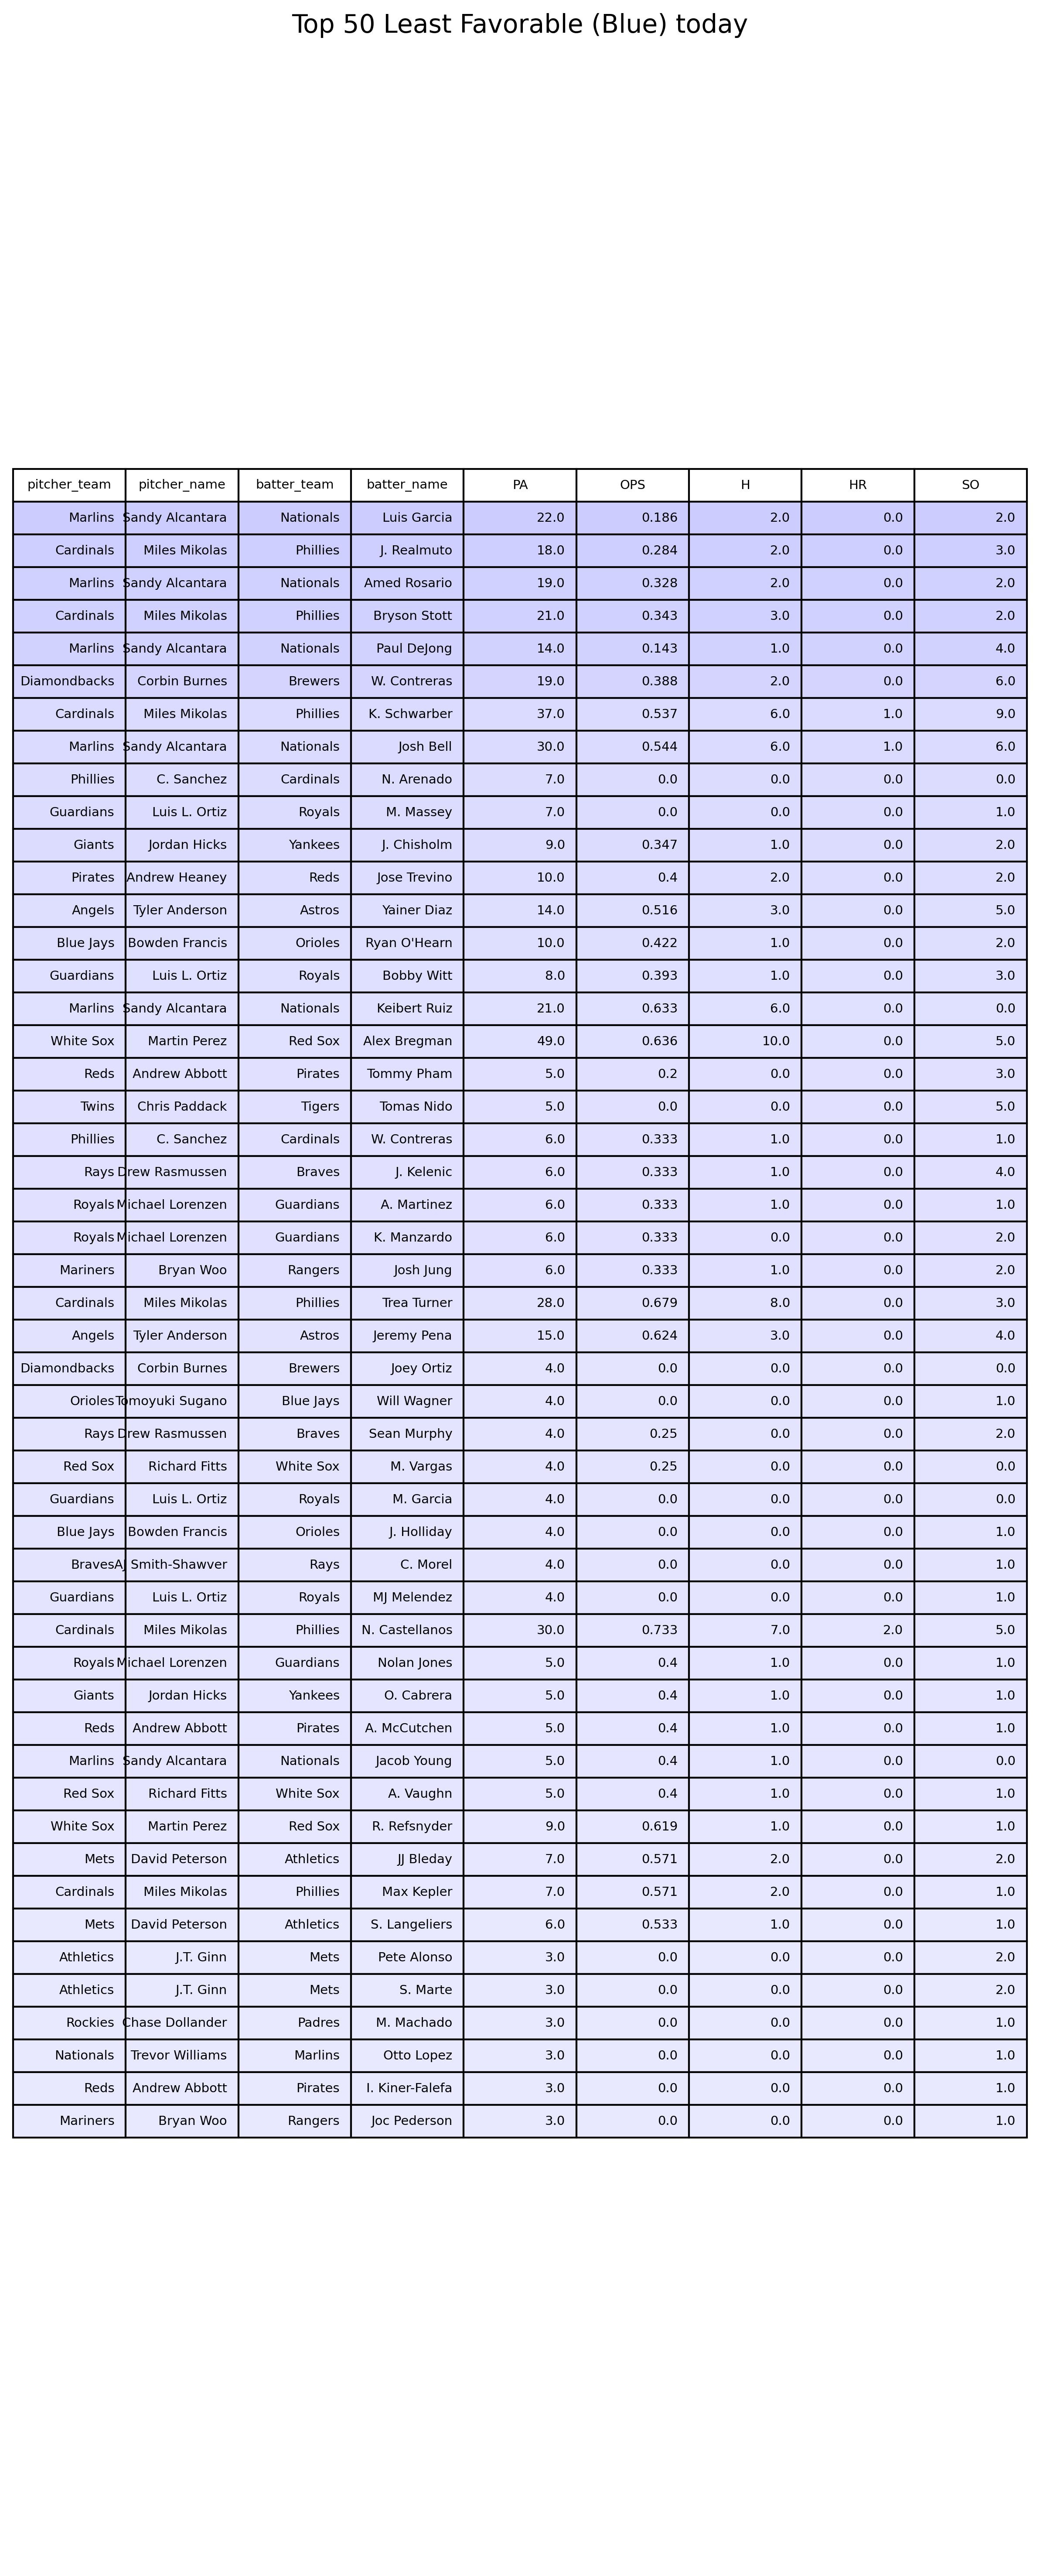 Top 50 Least Favorable (Blue) today
pitcher_team pitcher_name batter_team batter_name PA OPS H HR SO
Marlins Sandy Alcantara Nationals Luis Garcia 22.0 0.186 2.0 0.0 2.0
Cardinals Miles Mikolas Phillies J. Realmuto 18.0 0.284 2.0 0.0 3.0
Marlins Sandy Alcantara Nationals Amed Rosario 19.0 0.328 2.0 0.0 2.0
Cardinals Miles Mikolas Phillies Bryson Stott 21.0 0.343 3.0 0.0 2.0
Marlins Sandy Alcantara Nationals Paul DeJong 14.0 0.143 1.0 0.0 4.0
Diamondbacks Corbin Burnes Brewers W. Contreras 19.0 0.388 2.0 0.0 6.0
Cardinals Miles Mikolas Phillies K. Schwarber 37.0 0.537 6.0 1.0 9.0
Marlins Sandy Alcantara Nationals Josh Bell 30.0 0.544 6.0 1.0 6.0
Phillies C. Sanchez Cardinals N. Arenado 7.0 0.0 0.0 0.0 0.0
Guardians Luis L. Ortiz Royals M. Massey 7.0 0.0 0.0 0.0 1.0
Giants Jordan Hicks Yankees J. Chisholm 9.0 0.347 1.0 0.0 2.0
Pirates Andrew Heaney Reds Jose Trevino 10.0 0.4 2.0 0.0 2.0
Angels Tyler Anderson Astros Yainer Diaz 14.0 0.516 3.0 0.0 5.0
Blue Jays Bowden Francis Orioles Ryan O'Hearn 10.0 0.422 1.0 0.0 2.0
Guardians Luis L. Ortiz Royals Bobby Witt 8.0 0.393 1.0 0.0 3.0
Marlins Sandy Alcantara Nationals Keibert Ruiz 21.0 0.633 6.0 0.0 0.0
White Sox Martin Perez Red Sox Alex Bregman 49.0 0.636 10.0 0.0 5.0
Reds Andrew Abbott Pirates Tommy Pham 5.0 0.2 0.0 0.0 3.0
Twins Chris Paddack Tigers Tomas Nido 5.0 0.0 0.0 0.0 5.0
Phillies C. Sanchez Cardinals W. Contreras 6.0 0.333 1.0 0.0 1.0
Rays Drew Rasmussen Braves J. Kelenic 6.0 0.333 1.0 0.0 4.0
Royals Michael Lorenzen Guardians A. Martinez 6.0 0.333 1.0 0.0 1.0
Royals Michael Lorenzen Guardians K. Manzardo 6.0 0.333 0.0 0.0 2.0
Mariners Bryan Woo Rangers Josh Jung 6.0 0.333 1.0 0.0 2.0
Cardinals Miles Mikolas Phillies Trea Turner 28.0 0.679 8.0 0.0 3.0
Angels Tyler Anderson Astros Jeremy Pena 15.0 0.624 3.0 0.0 4.0
Diamondbacks Corbin Burnes Brewers Joey Ortiz 4.0 0.0 0.0 0.0 0.0
Orioles Tomoyuki Sugano Blue Jays Will Wagner 4.0 0.0 0.0 0.0 1.0
Rays Drew Rasmussen Braves Sean Murphy 4.0 0.25 0.0 0.0 2.0
Red Sox Richard Fitts White Sox M. Vargas 4.0 0.25 0.0 0.0 0.0
Guardians Luis L. Ortiz Royals M. Garcia 4.0 0.0 0.0 0.0 0.0
Blue Jays Bowden Francis Orioles J. Holliday 4.0 0.0 0.0 0.0 1.0
Braves AJ Smith-Shawver Rays C. Morel 4.0 0.0 0.0 0.0 1.0
Guardians Luis L. Ortiz Royals MJ Melendez 4.0 0.0 0.0 0.0 1.0
Cardinals Miles Mikolas Phillies N. Castellanos 30.0 0.733 7.0 2.0 5.0
Royals Michael Lorenzen Guardians Nolan Jones 5.0 0.4 1.0 0.0 1.0
Giants Jordan Hicks Yankees O. Cabrera 5.0 0.4 1.0 0.0 1.0
Reds Andrew Abbott Pirates A. McCutchen 5.0 0.4 1.0 0.0 1.0
Marlins Sandy Alcantara Nationals Jacob Young 5.0 0.4 1.0 0.0 0.0
Red Sox Richard Fitts White Sox A. Vaughn 5.0 0.4 1.0 0.0 1.0
White Sox Martin Perez Red Sox R. Refsnyder 9.0 0.619 1.0 0.0 1.0
Mets David Peterson Athletics JJ Bleday 7.0 0.571 2.0 0.0 2.0
Cardinals Miles Mikolas Phillies Max Kepler 7.0 0.571 2.0 0.0 1.0
Mets David Peterson Athletics S. Langeliers 6.0 0.533 1.0 0.0 1.0
Athletics J.T. Ginn Mets Pete Alonso 3.0 0.0 0.0 0.0 2.0
Athletics J.T. Ginn Mets S. Marte 3.0 0.0 0.0 0.0 2.0
Rockies Chase Dollander Padres M. Machado 3.0 0.0 0.0 0.0 1.0
Nationals Trevor Williams Marlins Otto Lopez 3.0 0.0 0.0 0.0 1.0
Reds Andrew Abbott Pirates I. Kiner-Falefa 3.0 0.0 0.0 0.0 1.0
Mariners Bryan Woo Rangers Joc Pederson 3.0 0.0 0.0 0.0 1.0